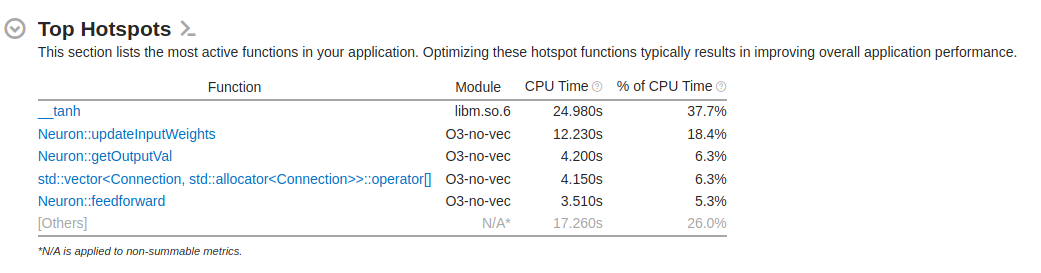 Top Hotspots
This section lists the most active functions in your application. Optimizing these hotspot functions typically results in improving overall application performance.
Function Module CPU Time % of CPU Time
__tanh libm.so.6 24.980s 37.7%
Neuron::updateInputWeights O3-no-vec 12.230s 18.4%
Neuron::getOutputVal O3-no-vec 4.200s 6.3%
std::vector<Connection, std::allocator<Connection>>::operator[] O3-no-vec 4.150s 6.3%
Neuron::feedforward O3-no-vec 3.510s 5.3%
[Others] N/A* 17.260s 26.0%
*N/A is applied to non-summable metrics.